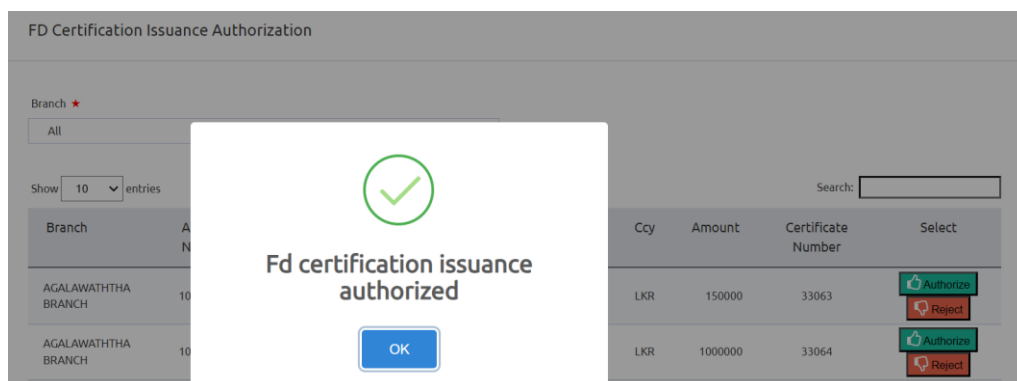 FD Certification Issuance Authorization
Branch ★
All
Show 10 entries
Search:
Branch Ccy Amount Certificate Number Select
AGALAWATHTHA BRANCH LKR 150000 33063 Authorize Reject
AGALAWATHTHA BRANCH LKR 1000000 33064 Authorize Reject
Fd certification issuance
authorized
OK